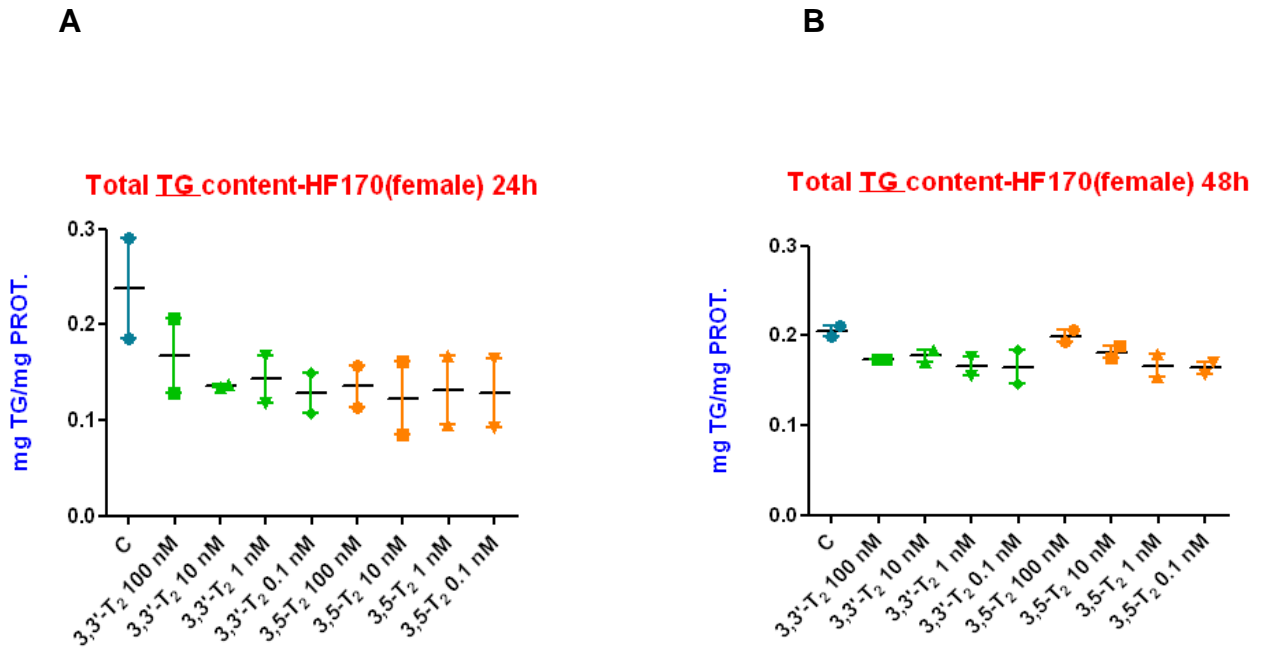 A
B
Total TG content-HF170(female) 24h
Total TG content-HF170(female) 48h
mg TG/mg PROT.
0.3
0.2
0.1
0.0
C
3,3'-T2 100 nM
3,3'-T2 10 nM
3,3'-T2 1 nM
3,3'-T2 0.1 nM
3,5-T2 100 nM
3,5-T2 10 nM
3,5-T2 1 nM
3,5-T2 0.1 nM
mg TG/mg PROT.
0.3
0.2
0.1
0.0
C
3,3'-T2 100 nM
3,3'-T2 10 nM
3,3'-T2 1 nM
3,3'-T2 0.1 nM
3,5-T2 100 nM
3,5-T2 10 nM
3,5-T2 1 nM
3,5-T2 0.1 nM